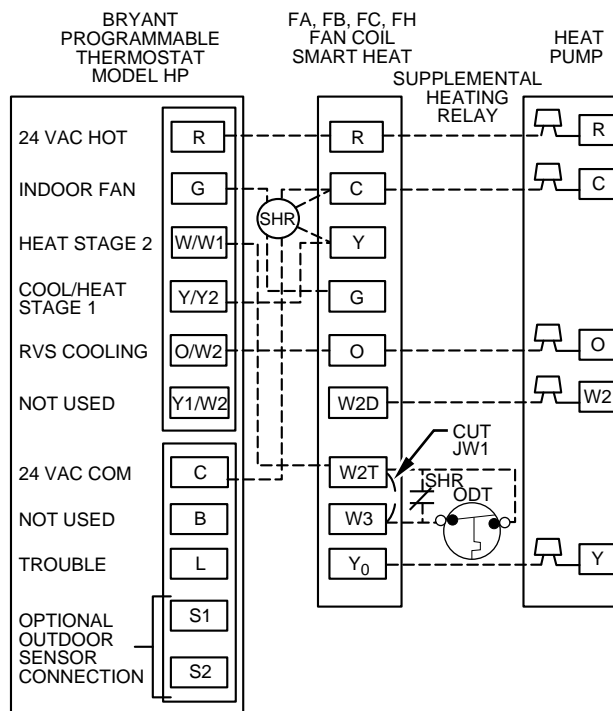 BRYANT
PROGRAMMABLE
THERMOSTAT
MODEL HP
FA, FB, FC, FH
FAN COIL
SMART HEAT
SUPPLEMENTAL
HEATING
RELAY
HEAT
PUMP
24 VAC HOT
R
R
R
INDOOR FAN
G
C
C
SHR
HEAT STAGE 2
W/W1
Y
COOL/HEAT
STAGE 1
Y/Y2
G
RVS COOLING
O/W2
O
O
NOT USED
Y1/W2
W2D
W2
CUT
JW1
24 VAC COM
C
W2T
SHR
ODT
NOT USED
B
W3
TROUBLE
L
Y0
Y
OPTIONAL
OUTDOOR
SENSOR
CONNECTION
S1
S2